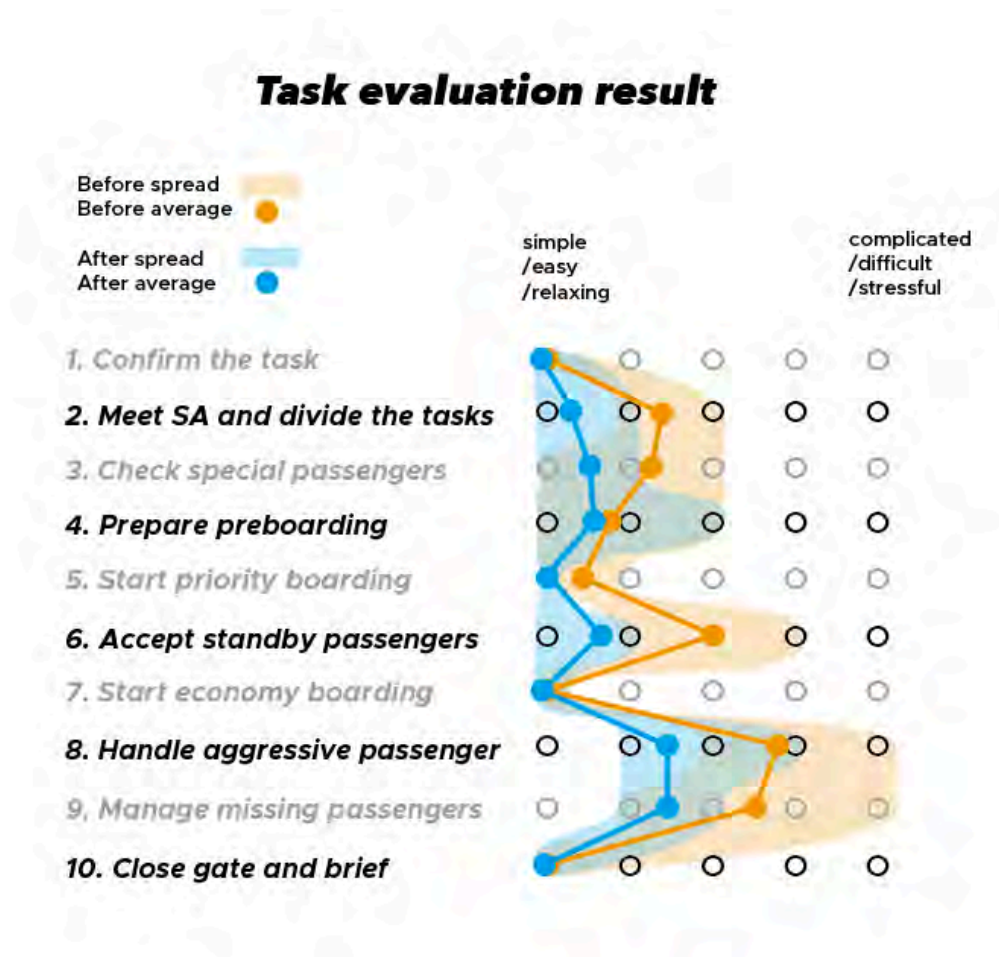 Task evaluation result
Before spread
Before average
After spread
After average
simple
/easy
/relaxing
complicated
/difficult
/stressful
1. Confirm the task
2. Meet SA and divide the tasks
3. Check special passengers
4. Prepare preboarding
5. Start priority boarding
6. Accept standby passengers
7. Start economy boarding
8. Handle aggressive passenger
9. Manage missing passengers
10. Close gate and brief